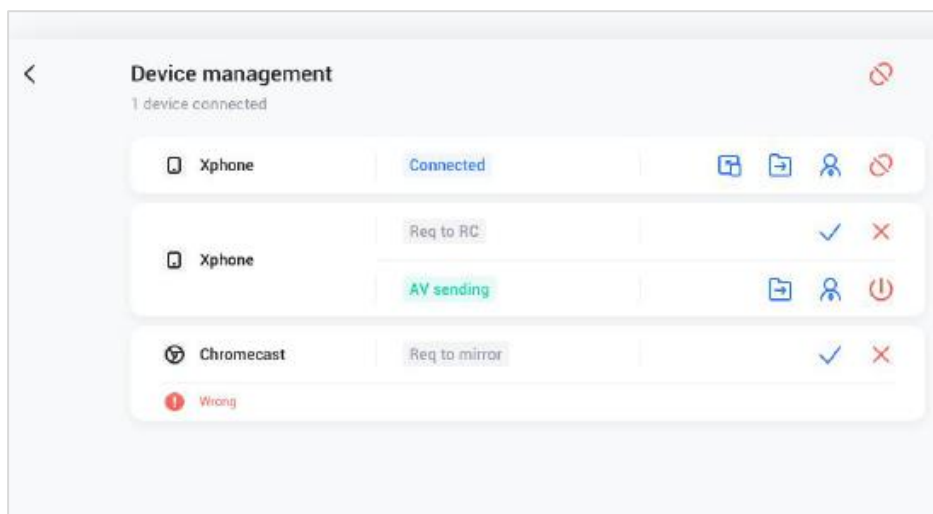 Device management
1 device connected
Xphone
Connected
Xphone
Req to RC
AV sending
Chromecast
Req to mirror
Wrong